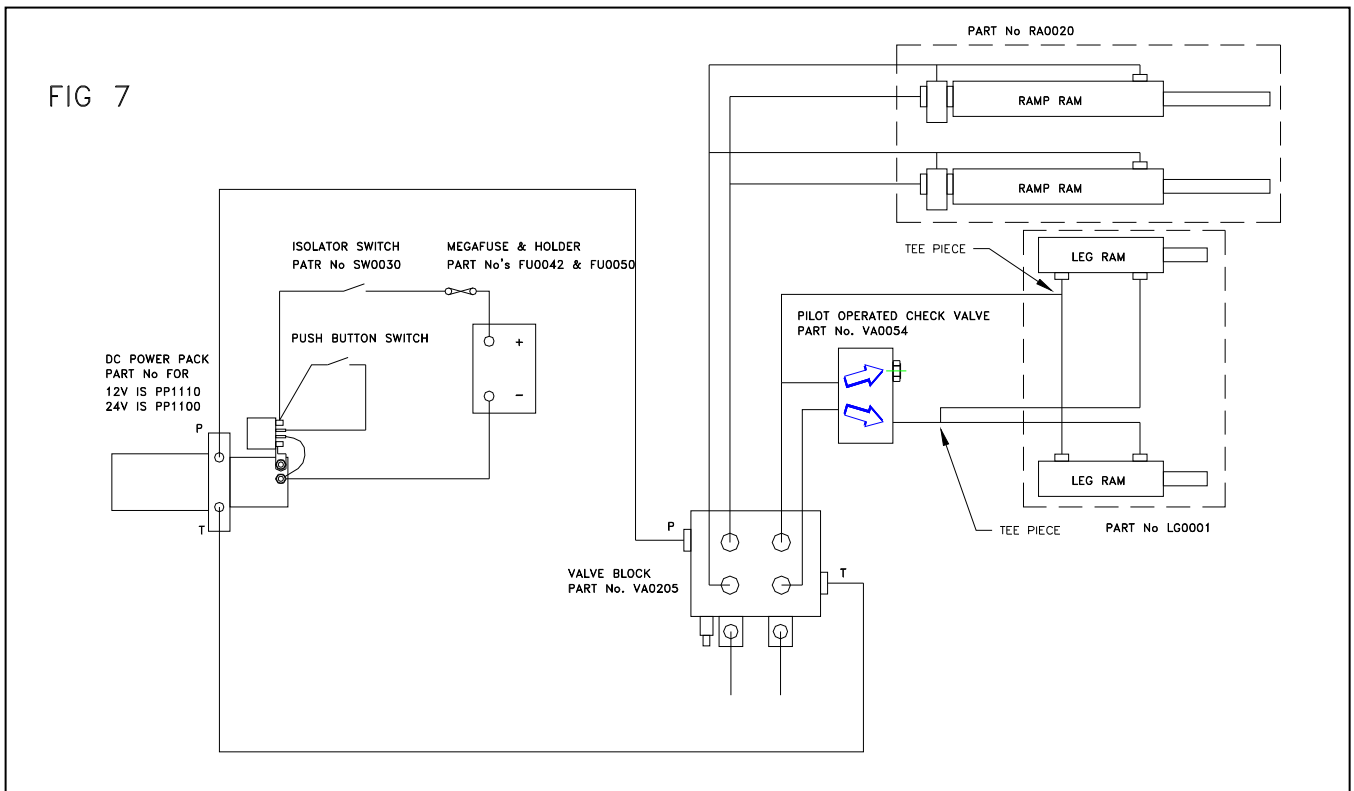 PART No RA0020
FIG 7
RAMP RAM
RAMP RAM
ISOLATOR SWITCH
PATR No SW0030
MEGAFUSE & HOLDER
PART No's FU0042 & FU0050
TEE PIECE
LEG RAM
PILOT OPERATED CHECK VALVE
PART No. VA0054
PUSH BUTTON SWITCH
+
-
DC POWER PACK
PART No FOR
12V IS PP1110
24V IS PP1100
P
T
LEG RAM
P
TEE PIECE
PART No LG0001
VALVE BLOCK
PART No. VA0205
T